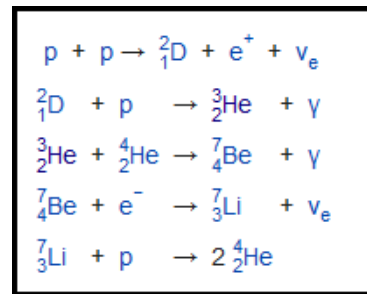 p + p → ²₁D + e⁺ + νₑ
²₁D + p → ³₂He + γ
³₂He + ⁴₂He → ⁷₄Be + γ
⁷₄Be + e⁻ → ⁷₃Li + νₑ
⁷₃Li + p → 2 ⁴₂He